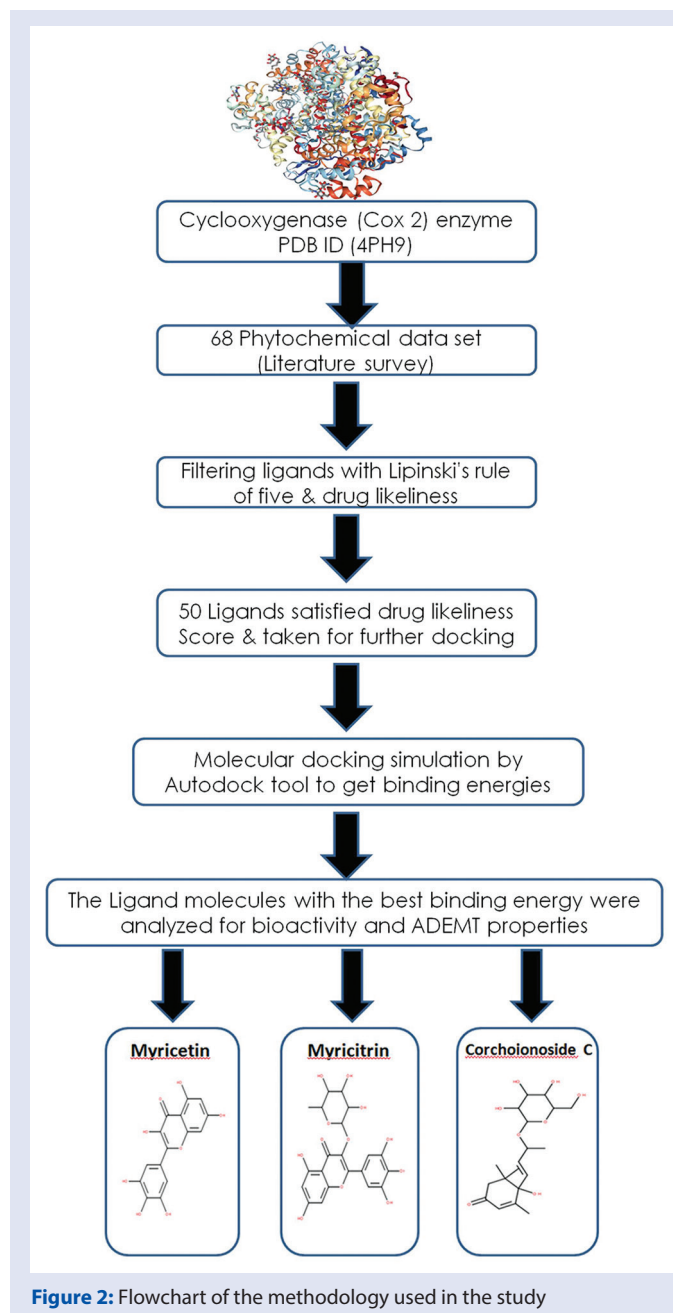 Cyclooxygenase (Cox 2) enzyme
PDB ID (4PH9)
68 Phytochemical data set
(Literature survey)
Filtering ligands with Lipinski's rule
of five & drug likeliness
50 Ligands satisfied drug likeliness
Score & taken for further docking
Molecular docking simulation by
Autodock tool to get binding energies
The Ligand molecules with the best binding energy were
analyzed for bioactivity and ADEMT properties
Myricetin
Myricitrin
Corchoionoside C
Figure 2: Flowchart of the methodology used in the study